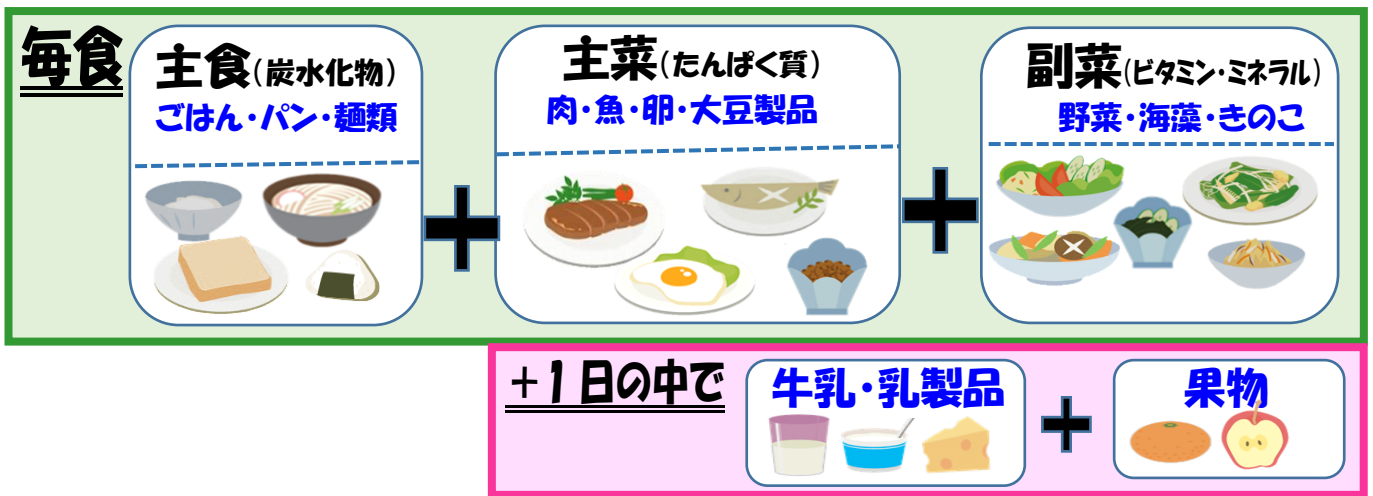 毎食
主食(炭水化物)
ごはん・パン・麺類
主菜(たんぱく質)
肉・魚・卵・大豆製品
副菜(ビタミン・ミネラル)
野菜・海藻・きのこ
+1日の中で
牛乳・乳製品
果物